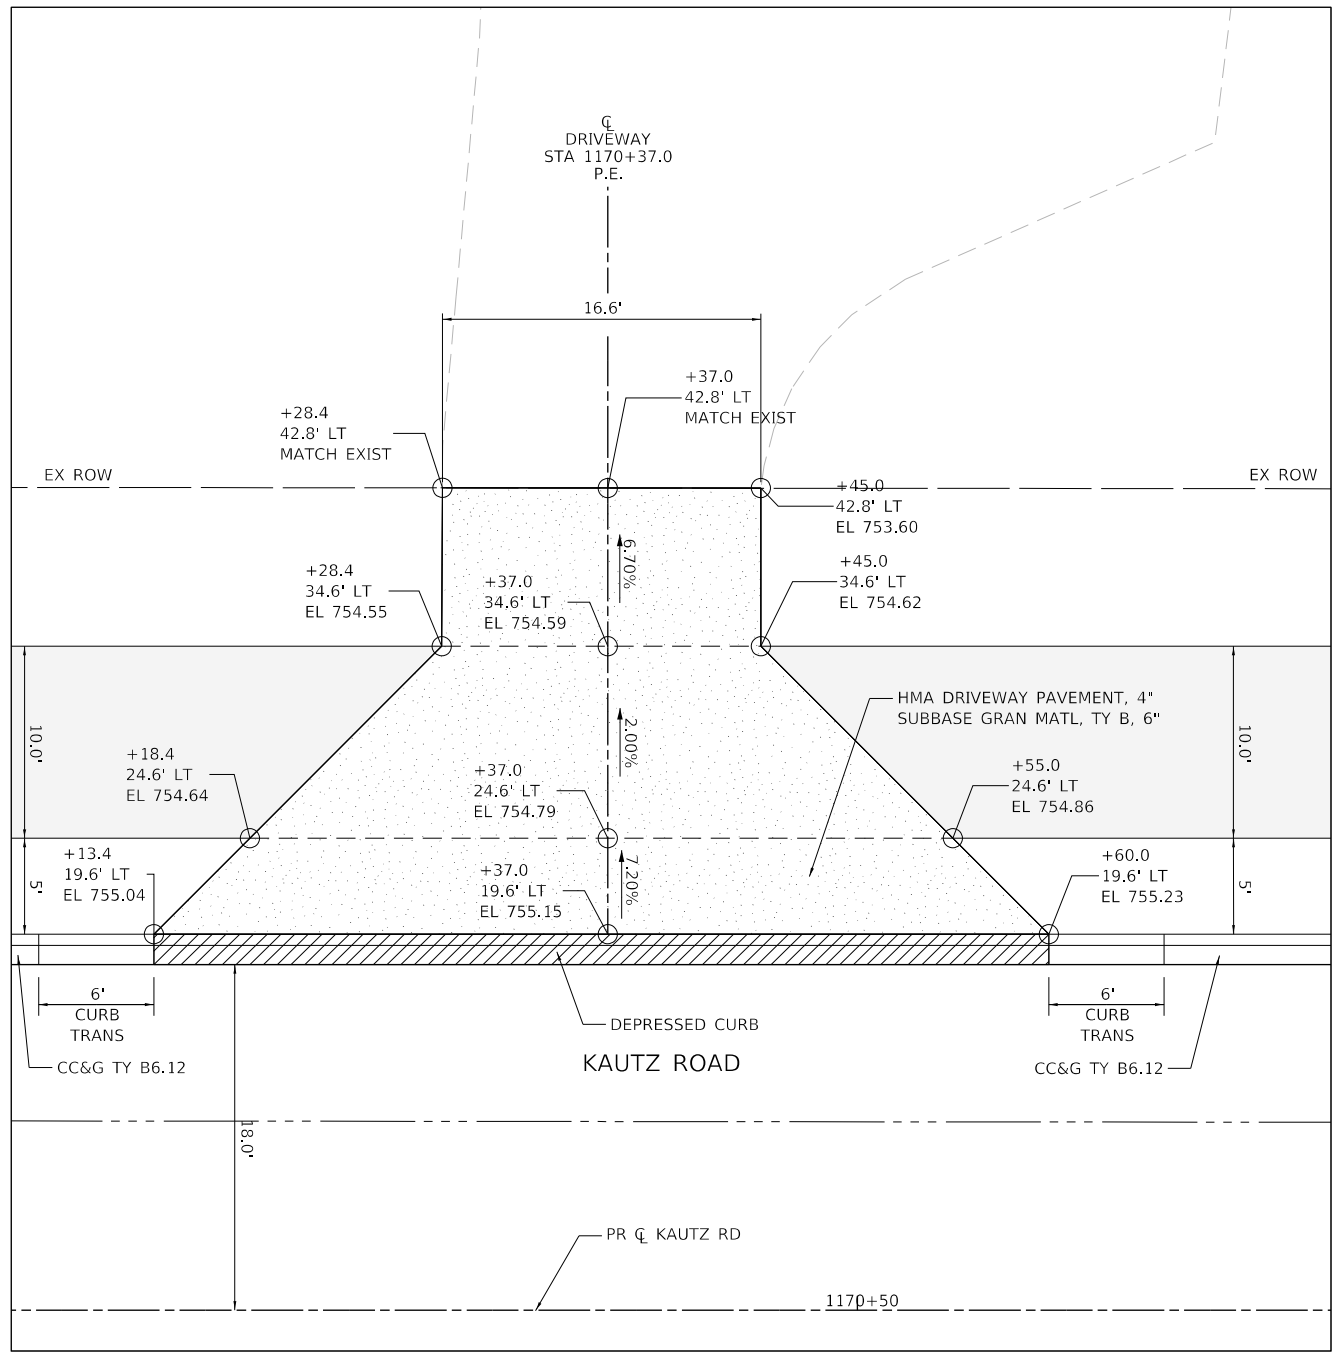 ℄
DRIVEWAY
STA 1170+37.0
P.E.
16.6'
+37.0
42.8' LT
MATCH EXIST
+28.4
42.8' LT
MATCH EXIST
EX ROW
EX ROW
+45.0
42.8' LT
EL 753.60
6.70%
+28.4
34.6' LT
EL 754.55
+37.0
34.6' LT
EL 754.59
+45.0
34.6' LT
EL 754.62
HMA DRIVEWAY PAVEMENT, 4"
SUBBASE GRAN MATL, TY B, 6"
10.0'
2.00%
10.0'
+18.4
24.6' LT
EL 754.64
+37.0
24.6' LT
EL 754.79
+55.0
24.6' LT
EL 754.86
+13.4
19.6' LT
EL 755.04
5'
+37.0
19.6' LT
EL 755.15
7.20%
+60.0
19.6' LT
EL 755.23
5'
6'
CURB
TRANS
6'
CURB
TRANS
DEPRESSED CURB
KAUTZ ROAD
CC&G TY B6.12
CC&G TY B6.12
18.0'
PR ℄ KAUTZ RD
1170+50